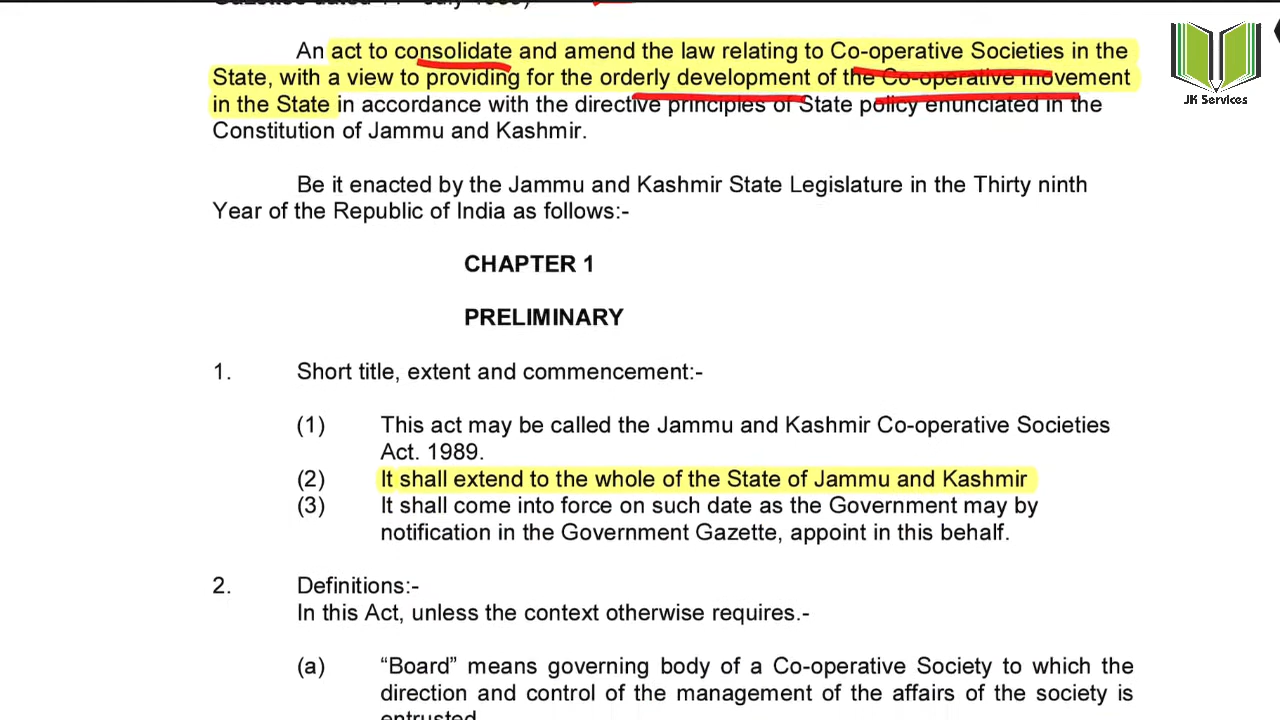 Gazettes dated 11th July 1989)
An act to consolidate and amend the law relating to Co-operative Societies in the
State, with a view to providing for the orderly development of the Co-operative movement
in the State in accordance with the directive principles of State policy enunciated in the
Constitution of Jammu and Kashmir.
JK Services
Be it enacted by the Jammu and Kashmir State Legislature in the Thirty ninth
Year of the Republic of India as follows:-
CHAPTER 1
PRELIMINARY
1. Short title, extent and commencement:-
(1) This act may be called the Jammu and Kashmir Co-operative Societies
Act. 1989.
(2) It shall extend to the whole of the State of Jammu and Kashmir
(3) It shall come into force on such date as the Government may by
notification in the Government Gazette, appoint in this behalf.
2. Definitions:-
In this Act, unless the context otherwise requires.-
(a) “Board” means governing body of a Co-operative Society to which the
direction and control of the management of the affairs of the society is
entrusted